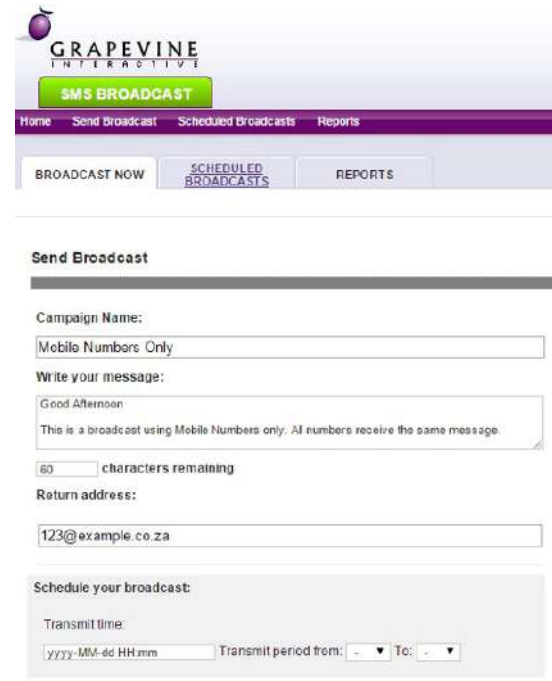 GRAPEVINE
INTERACTIVE
SMS BROADCAST
Home Send Broadcast Scheduled Broadcasts Reports
BROADCAST NOW SCHEDULED BROADCASTS REPORTS
Send Broadcast
Campaign Name:
Mobile Numbers Only
Write your message:
Good Afternoon
This is a broadcast using Mobile Numbers only. All numbers receive the same message.
60 characters remaining
Return address:
123@example.co.za
Schedule your broadcast:
Transmit time:
yyyy-MM-dd HH:mm Transmit period from: - To: -